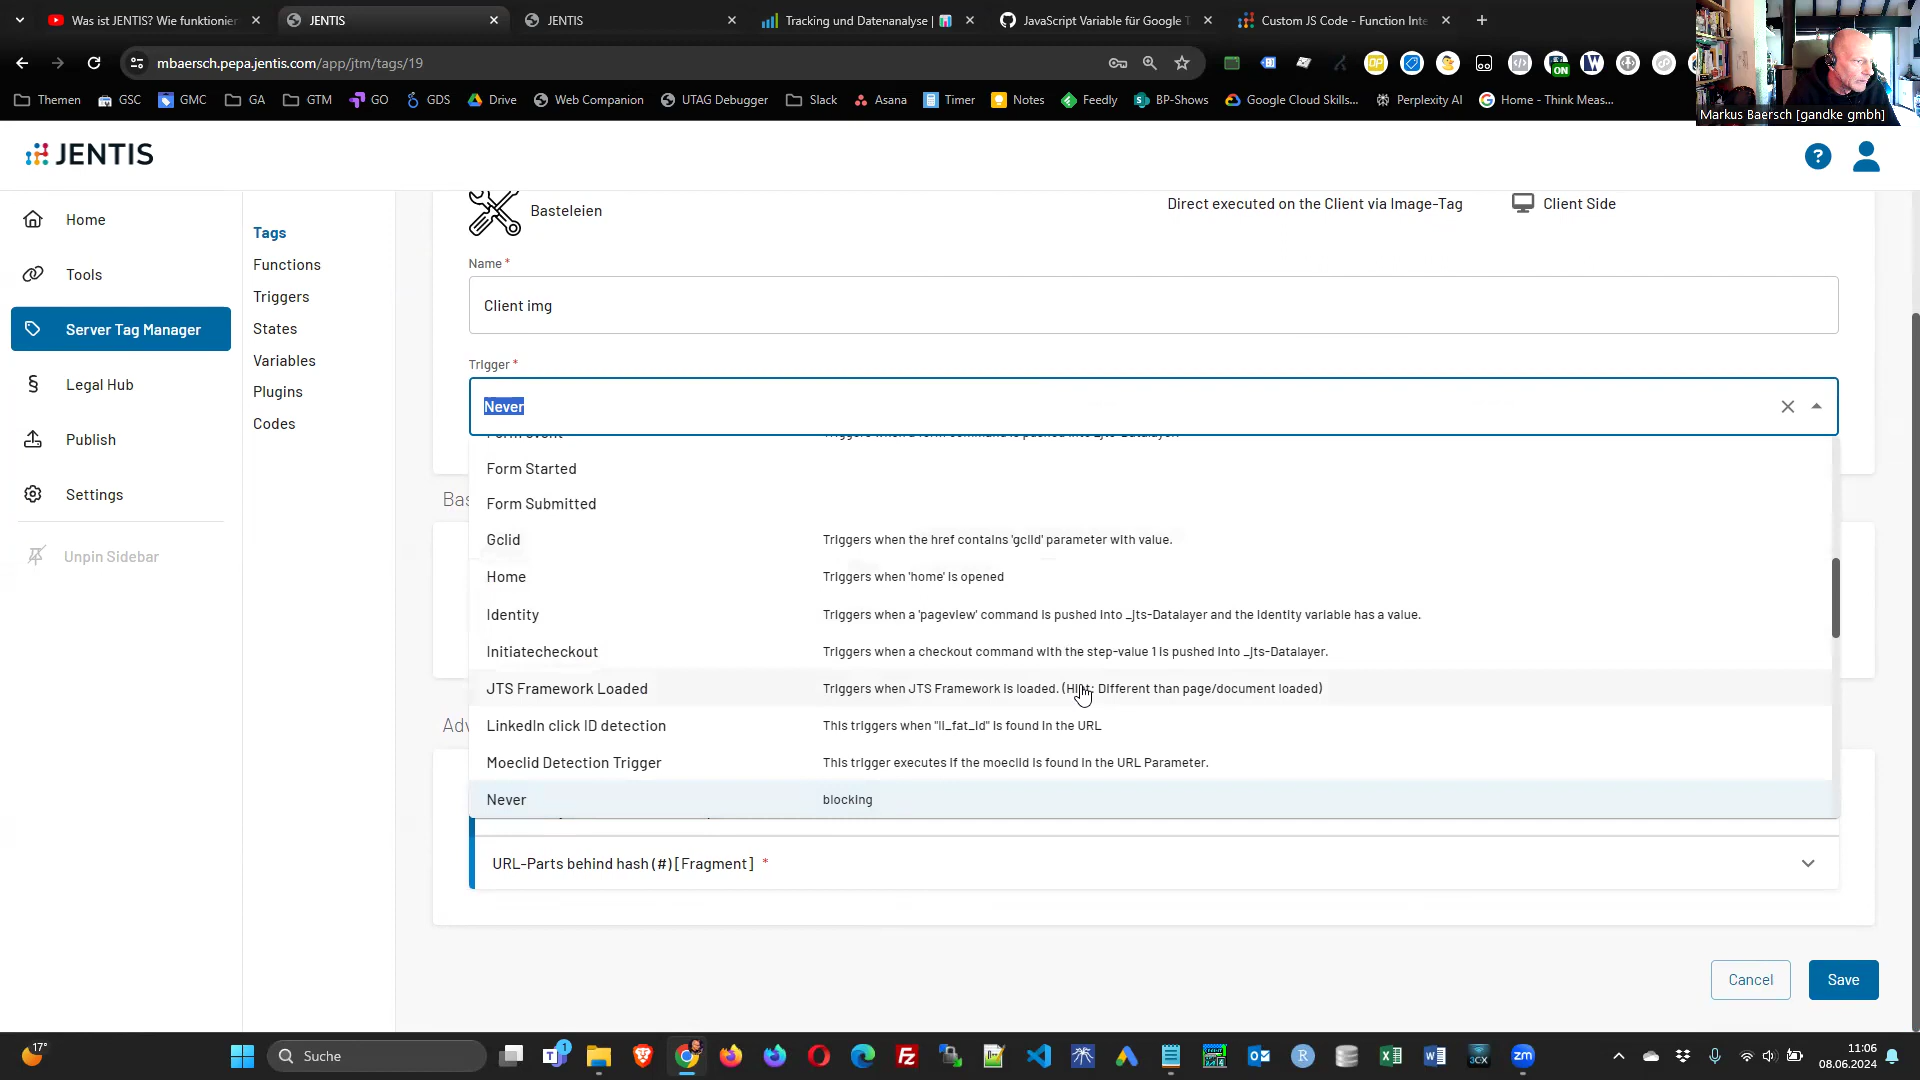 Was ist JENTIS? Wie funktionier
JENTIS
JENTIS
Tracking und Datenanalyse |
JavaScript Variable für Google T
Custom JS Code - Function Inte
mbaersch.pepa.jentis.com/app/jtm/tags/19
Themen
GSC
GMC
GA
GTM
GO
GDS
Drive
Web Companion
UTAG Debugger
Slack
Asana
Timer
Notes
Feedly
BP-Shows
Google Cloud Skills...
Perplexity AI
Home - Think Meas...
Markus Baersch [gandke gmbh]
JENTIS
Home
Tools
Server Tag Manager
Legal Hub
Publish
Settings
Unpin Sidebar
Tags
Functions
Triggers
States
Variables
Plugins
Codes
Basteleien
Direct executed on the Client via Image-Tag
Client Side
Name *
Client img
Trigger *
Never
Form Started
Form Submitted
Gclid Triggers when the href contains 'gclid' parameter with value.
Home Triggers when 'home' is opened
Identity Triggers when a 'pageview' command is pushed into _jts-Datalayer and the Identity variable has a value.
Initiatecheckout Triggers when a checkout command with the step-value 1 is pushed into _jts-Datalayer.
JTS Framework Loaded Triggers when JTS Framework is loaded. (Hint: Different than page/document loaded)
LinkedIn click ID detection This triggers when "li_fat_id" is found in the URL
Moeclid Detection Trigger This trigger executes if the moeclid is found in the URL Parameter.
Never blocking
URL-Parts behind hash (#)[Fragment] *
Cancel
Save
17°
Suche
11:06
08.06.2024